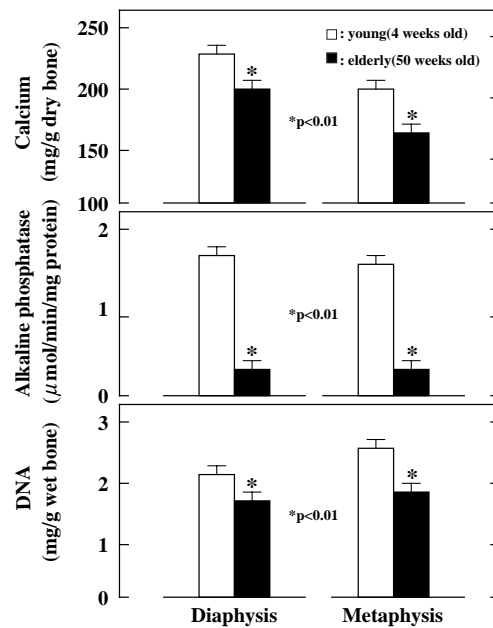 □: young(4 weeks old)
■: elderly(50 weeks old)
Calcium
(mg/g dry bone)
250
200
150
100
*
*
*p<0.01
Alkaline phosphatase
(μmol/min/mg protein)
2
1
0
*
*
*p<0.01
DNA
(mg/g wet bone)
3
2
1
0
*
*
*p<0.01
Diaphysis
Metaphysis